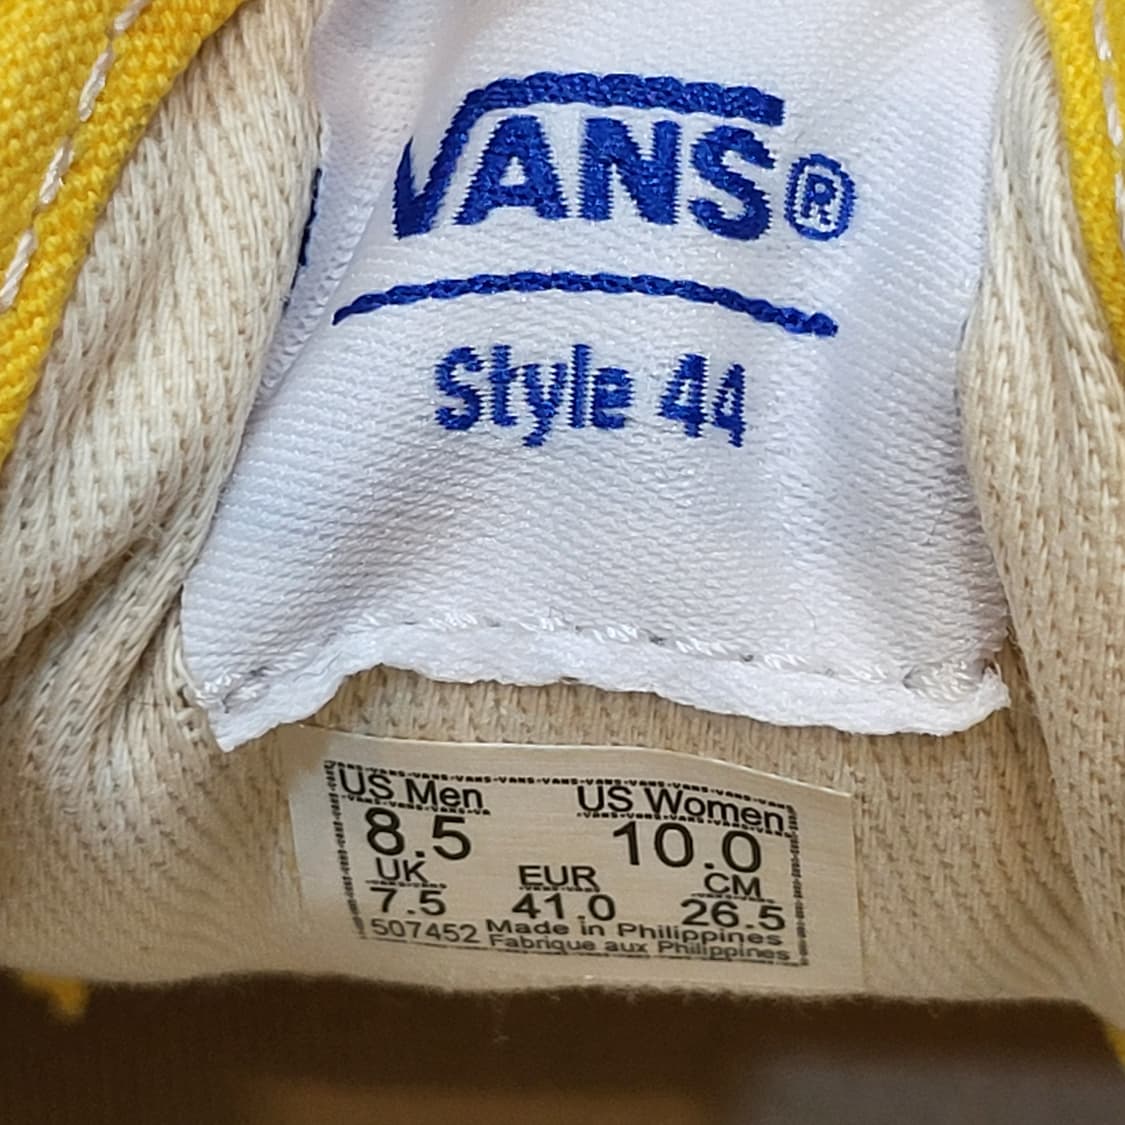 VANS®
Style 44
US Men US Women
8.5 10.0
UK EUR CM
7.5 41.0 26.5
507452 Made in Philippines
Fabrique aux Philippines